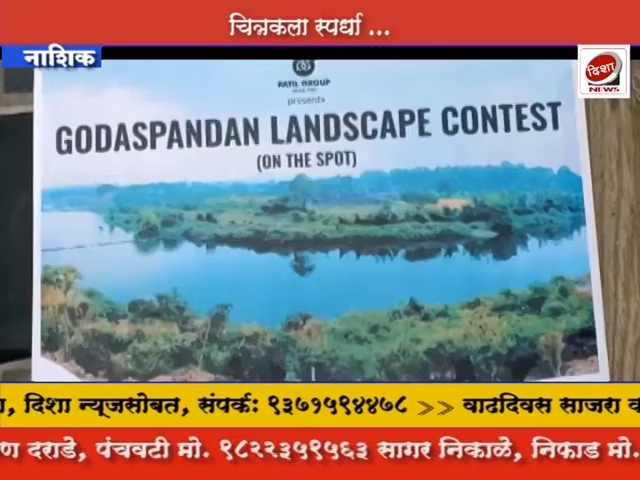 चित्रकला स्पर्धा ...
नाशिक
दिशा
NEWS
PATIL GROUP
presents
GODASPANDAN LANDSCAPE CONTEST
(ON THE SPOT)
, दिशा न्यूजसोबत, संपर्क: ९३७१५९४४७८ >> वाढदिवस साजरा
दराडे, पंचवटी मो. ९८२२३५९५६३ सागर निकाळे, निफाड मो.